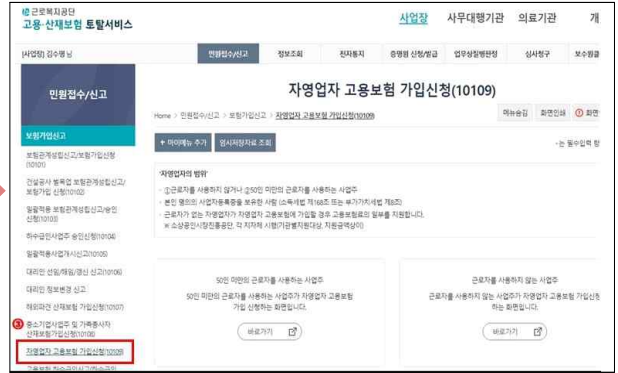 근로복지공단
고용·산재보험 토탈서비스
사업장 사무대행기관 의료기관 개
[사업장] 김수행 님
민원접수/신고 정보조회 전자통지 증명원 신청/발급 업무상질병판정 심사청구 보수총괄
민원접수/신고
보험가입신고
보험관계성립신고/보험가입신청
(10101)
건설공사 별목업 보험관계성립신고/
보험가입 신청(10102)
일괄적용 보험관계성립신고/승인
신청(10103)
하수급인사업주 승인신청(10104)
일괄적용사업개시신고(10105)
대리인 선임/해임/갱신 신고(10106)
대리인 정보변경 신고
해외파견 산재보험 가입신청(10107)
3
중소기업사업주 및 가족종사자
산재보험가입신청(10108)
자영업자 고용보험 가입신청(10109)
자영업자 고용보험 가입신청(10109)
Home > 민원접수/신고 > 보험가입신고 > 자영업자 고용보험 가입신청(10109)
메뉴숨김 화면인쇄 화면
+ 마이메뉴 추가 임시저장자료 조회
*는 필수입력 항
'자영업자의 범위'
- ①근로자를 사용하지 않거나 ②50인 미만의 근로자를 사용하는 사업주
- 본인 명의의 사업자등록증을 보유한 사람 (소득세법 제168조 또는 부가가치세법 제8조)
- 근로자가 없는 자영업자가 자영업자 고용보험에 가입할 경우 고용보험료의 일부를 지원합니다.
※ 소상공인시장진흥공단, 각 지자체 시행(기관별지원대상, 지원금액상이)
50인 미만의 근로자를 사용하는 사업주
50인 미만의 근로자를 사용하는 사업주가 자영업자 고용보험
가입 신청하는 화면입니다.
바로가기
근로자를 사용하지 않는 사업주
근로자를 사용하지 않는 사업주가 자영업자 고용보험 가입신청
하는 화면입니다.
바로가기